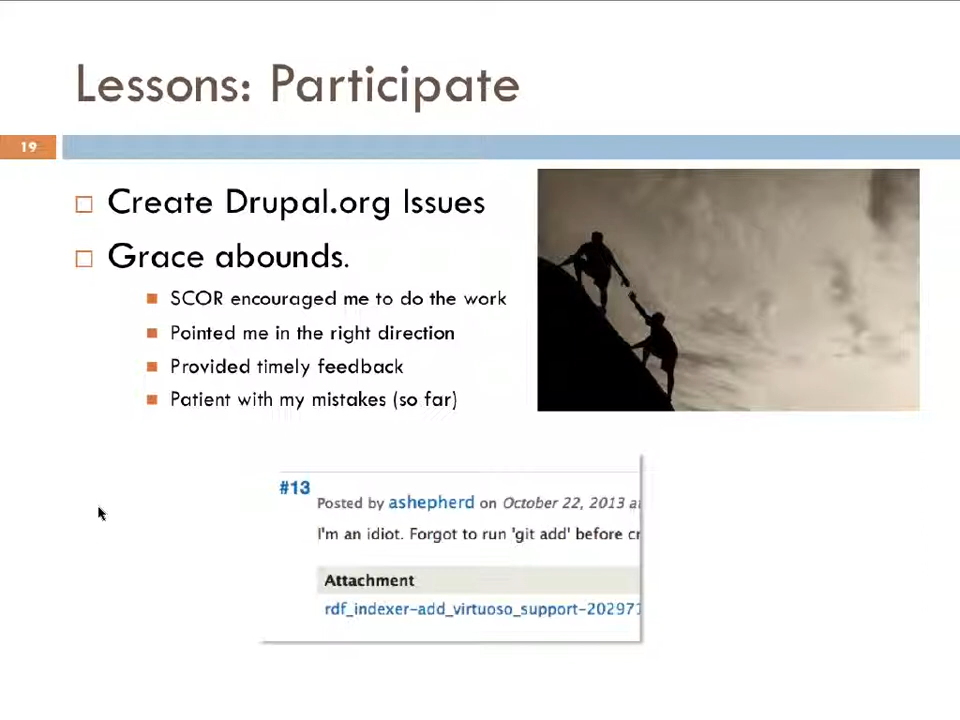 Lessons: Participate
19
Create Drupal.org Issues
Grace abounds.
SCOR encouraged me to do the work
Pointed me in the right direction
Provided timely feedback
Patient with my mistakes (so far)
#13
Posted by ashepherd on October 22, 2013
I'm an idiot. Forgot to run 'git add' before
Attachment
rdf_indexer-add_virtuoso_support-202971